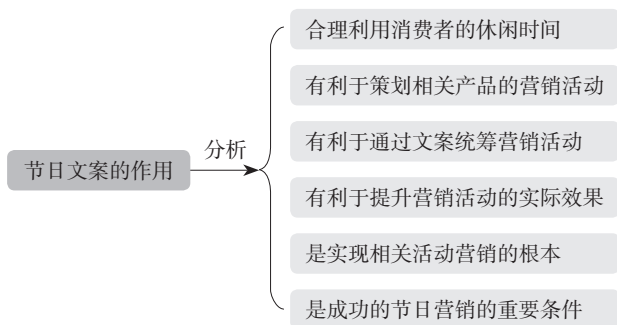 合理利用消费者的休闲时间
有利于策划相关产品的营销活动
有利于通过文案统筹营销活动
节日文案的作用
分析
有利于提升营销活动的实际效果
是实现相关活动营销的根本
是成功的节日营销的重要条件